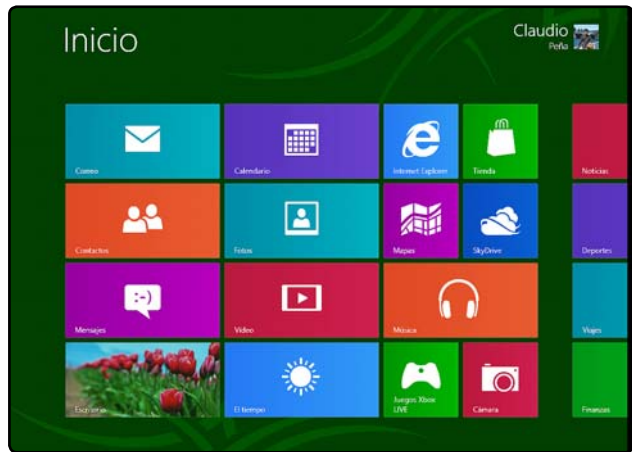 Inicio
Claudio
Peña
Correo
Calendario
Internet Explorer
Tienda
Noticias
Contactos
Fotos
Mapas
SkyDrive
Deportes
Mensajes
:-)
Vídeo
Música
Viajes
Escritorio
El tiempo
Juegos Xbox
LIVE
Cámara
Finanzas